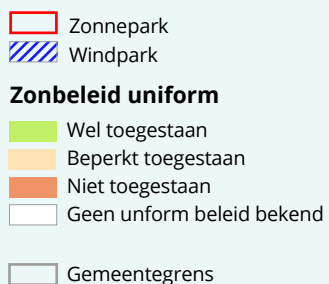 Zonnepark
Windpark
Zonbeleid uniform
Wel toegestaan
Beperkt toegestaan
Niet toegestaan
Geen unform beleid bekend
Gemeentegrens